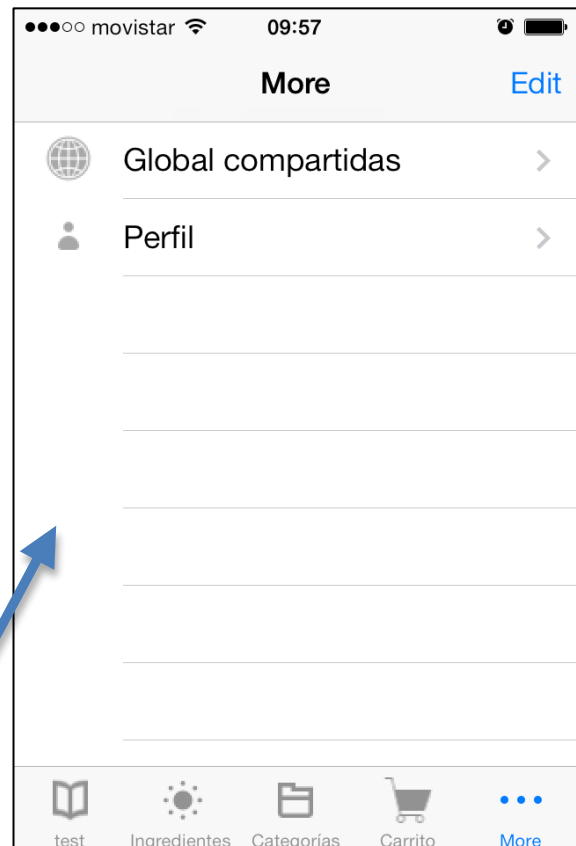 movistar 09:57
More Edit
Global compartidas
Perfil
test Ingredientes Categorías Carrito More